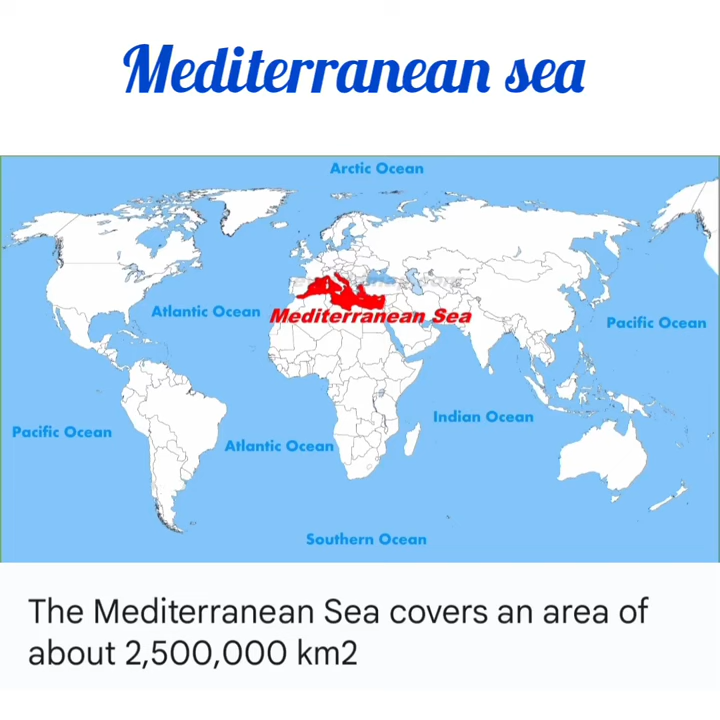 Mediterranean sea
Arctic Ocean
Atlantic Ocean
Mediterranean Sea
Pacific Ocean
Pacific Ocean
Atlantic Ocean
Indian Ocean
Southern Ocean
The Mediterranean Sea covers an area of
about 2,500,000 km2